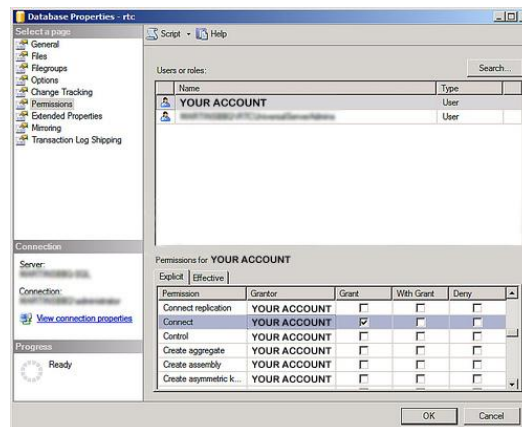 Database Properties - rtc
Select a page
General
Files
Filegroups
Options
Change Tracking
Permissions
Extended Properties
Mirroring
Transaction Log Shipping
Script
Help
Users or roles:
Search...
Name Type
YOUR ACCOUNT User
User
Connection
Server:
Connection:
View connection properties
Progress
Ready
Permissions for YOUR ACCOUNT
Explicit Effective
Permission Grantor Grant With Grant Deny
Connect replication YOUR ACCOUNT
Connect YOUR ACCOUNT
Control YOUR ACCOUNT
Create aggregate YOUR ACCOUNT
Create assembly YOUR ACCOUNT
Create asymmetric k... YOUR ACCOUNT
OK Cancel